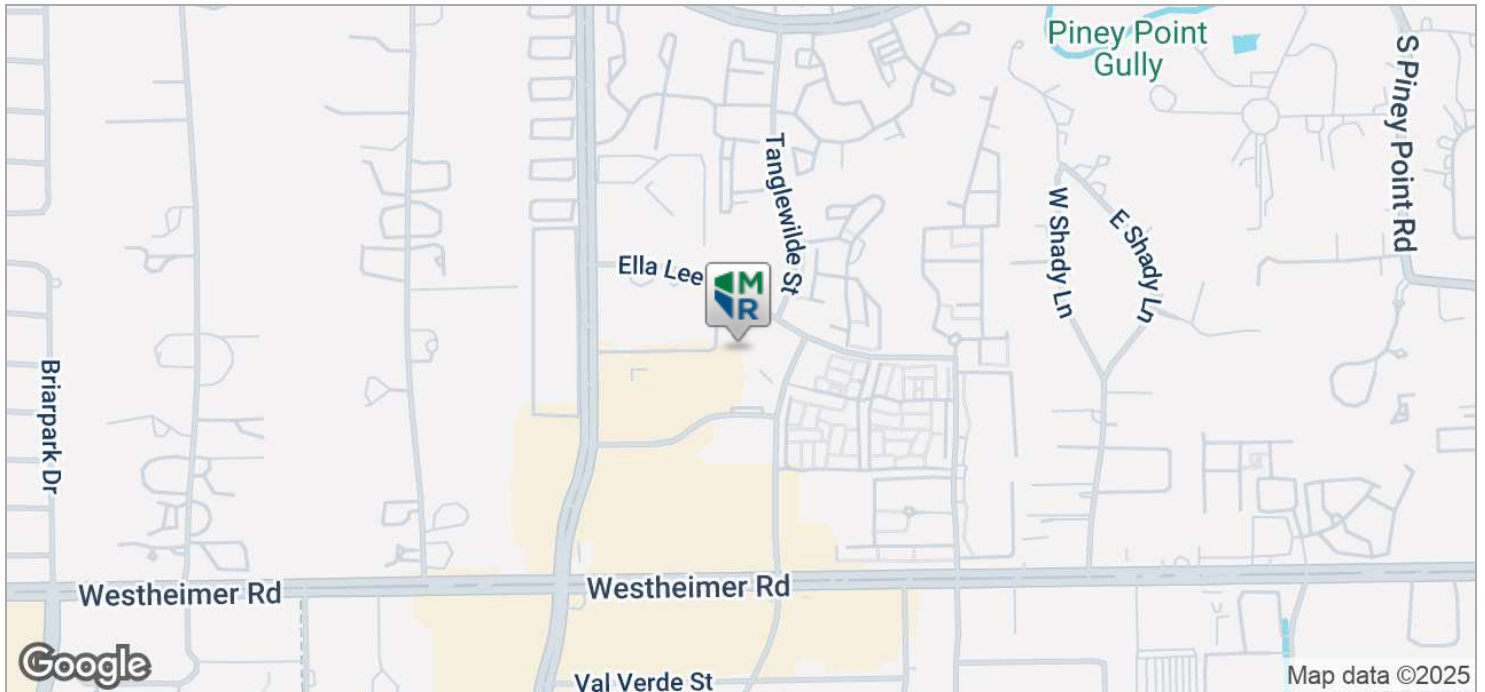 Piney Point
Gully
S Piney Point Rd
Tanglewilde St
W Shady Ln
E Shady Ln
Ella Lee
M
R
Briarpark Dr
Westheimer Rd
Westheimer Rd
Google
Val Verde St
Map data ©2025